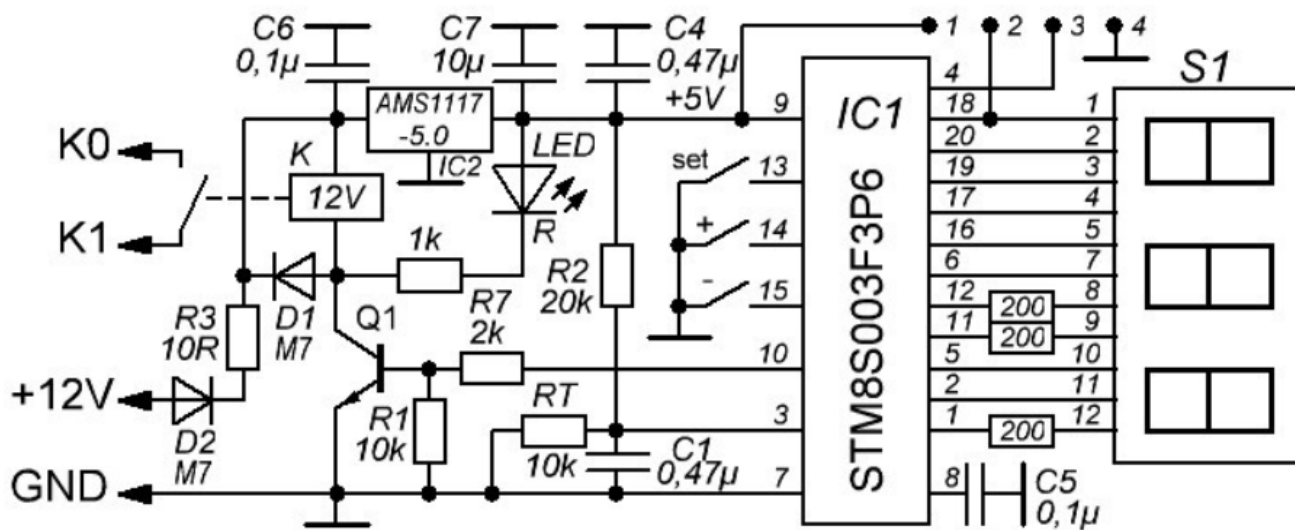 C6
0,1µ
C7
10µ
C4
0,47µ
+5V
1
2
3
4
S1
AMS1117
-5.0
IC2
K0
K1
K
12V
LED
R
1k
set
+
-
R2
20k
R3
10R
D1
M7
Q1
R7
2k
+12V
D2
M7
R1
10k
RT
10k
C1
0,47µ
GND
9
13
14
15
10
3
7
IC1
STM8S003F3P6
4
18
20
19
17
16
6
12
11
5
2
1
8
200
200
200
1
2
3
4
5
7
8
9
10
11
12
C5
0,1µ